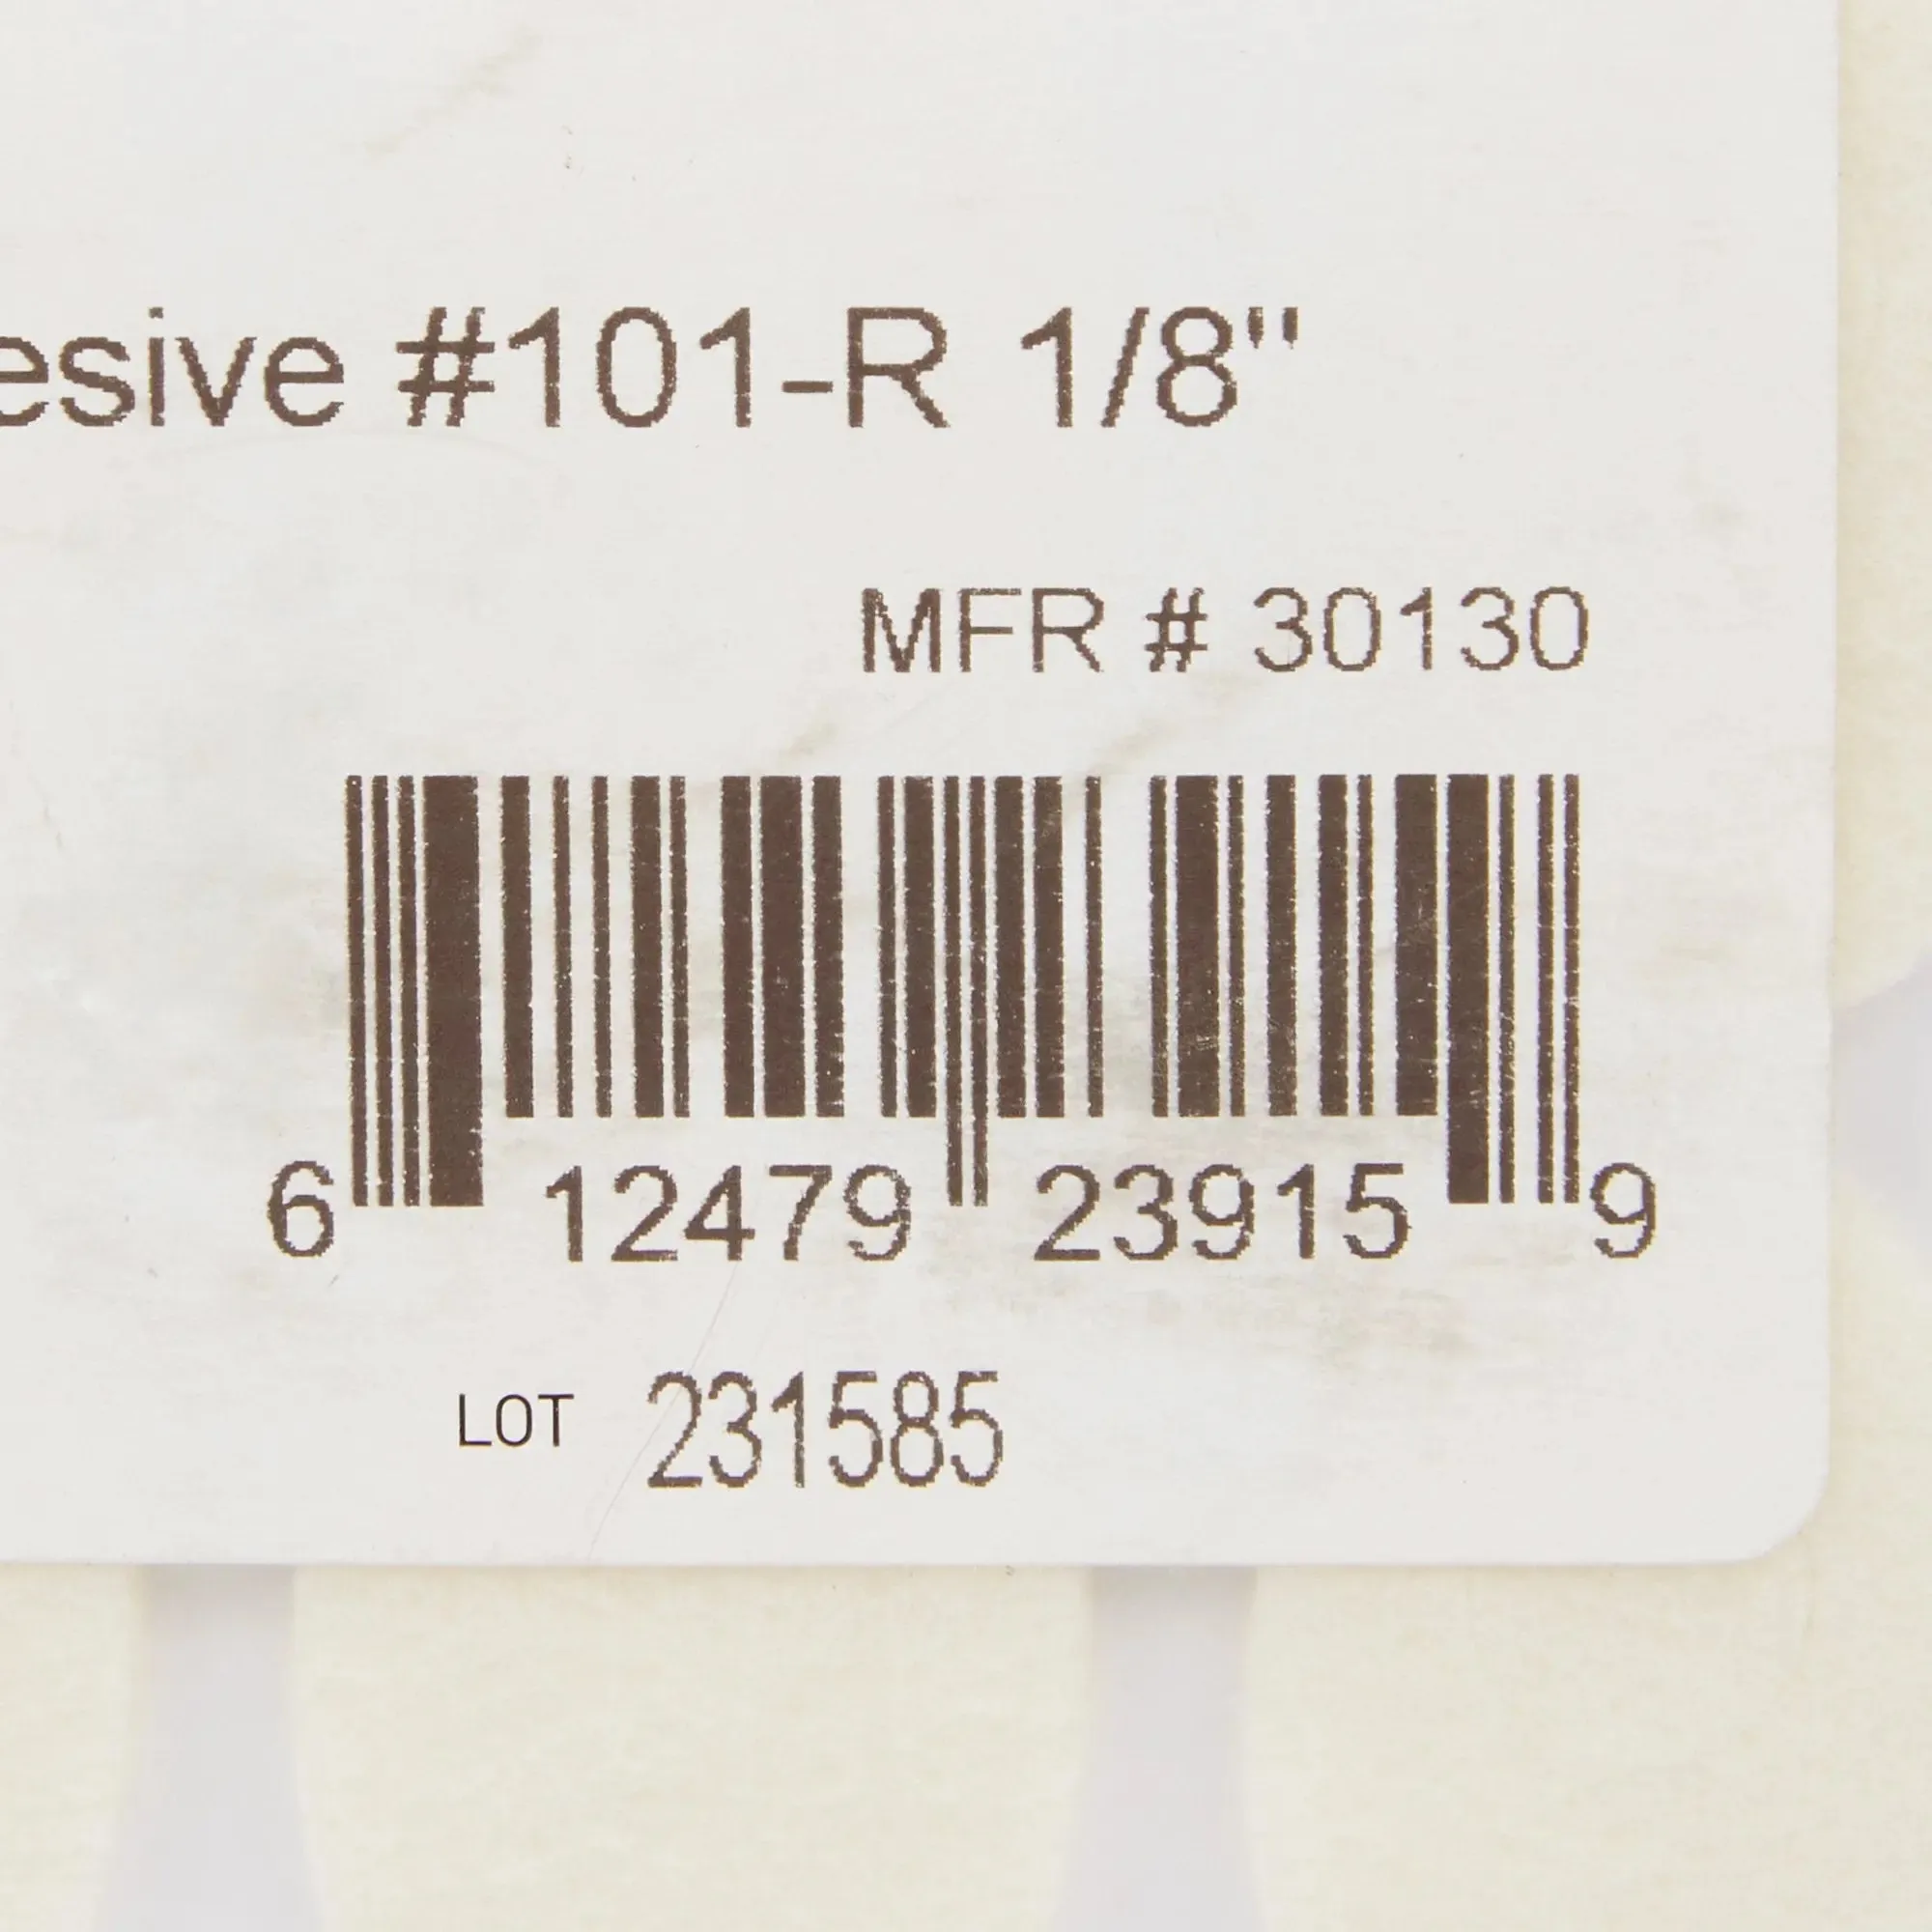 esive #101-R 1/8"
MFR # 30130
6 12479 23915 9
LOT 231585